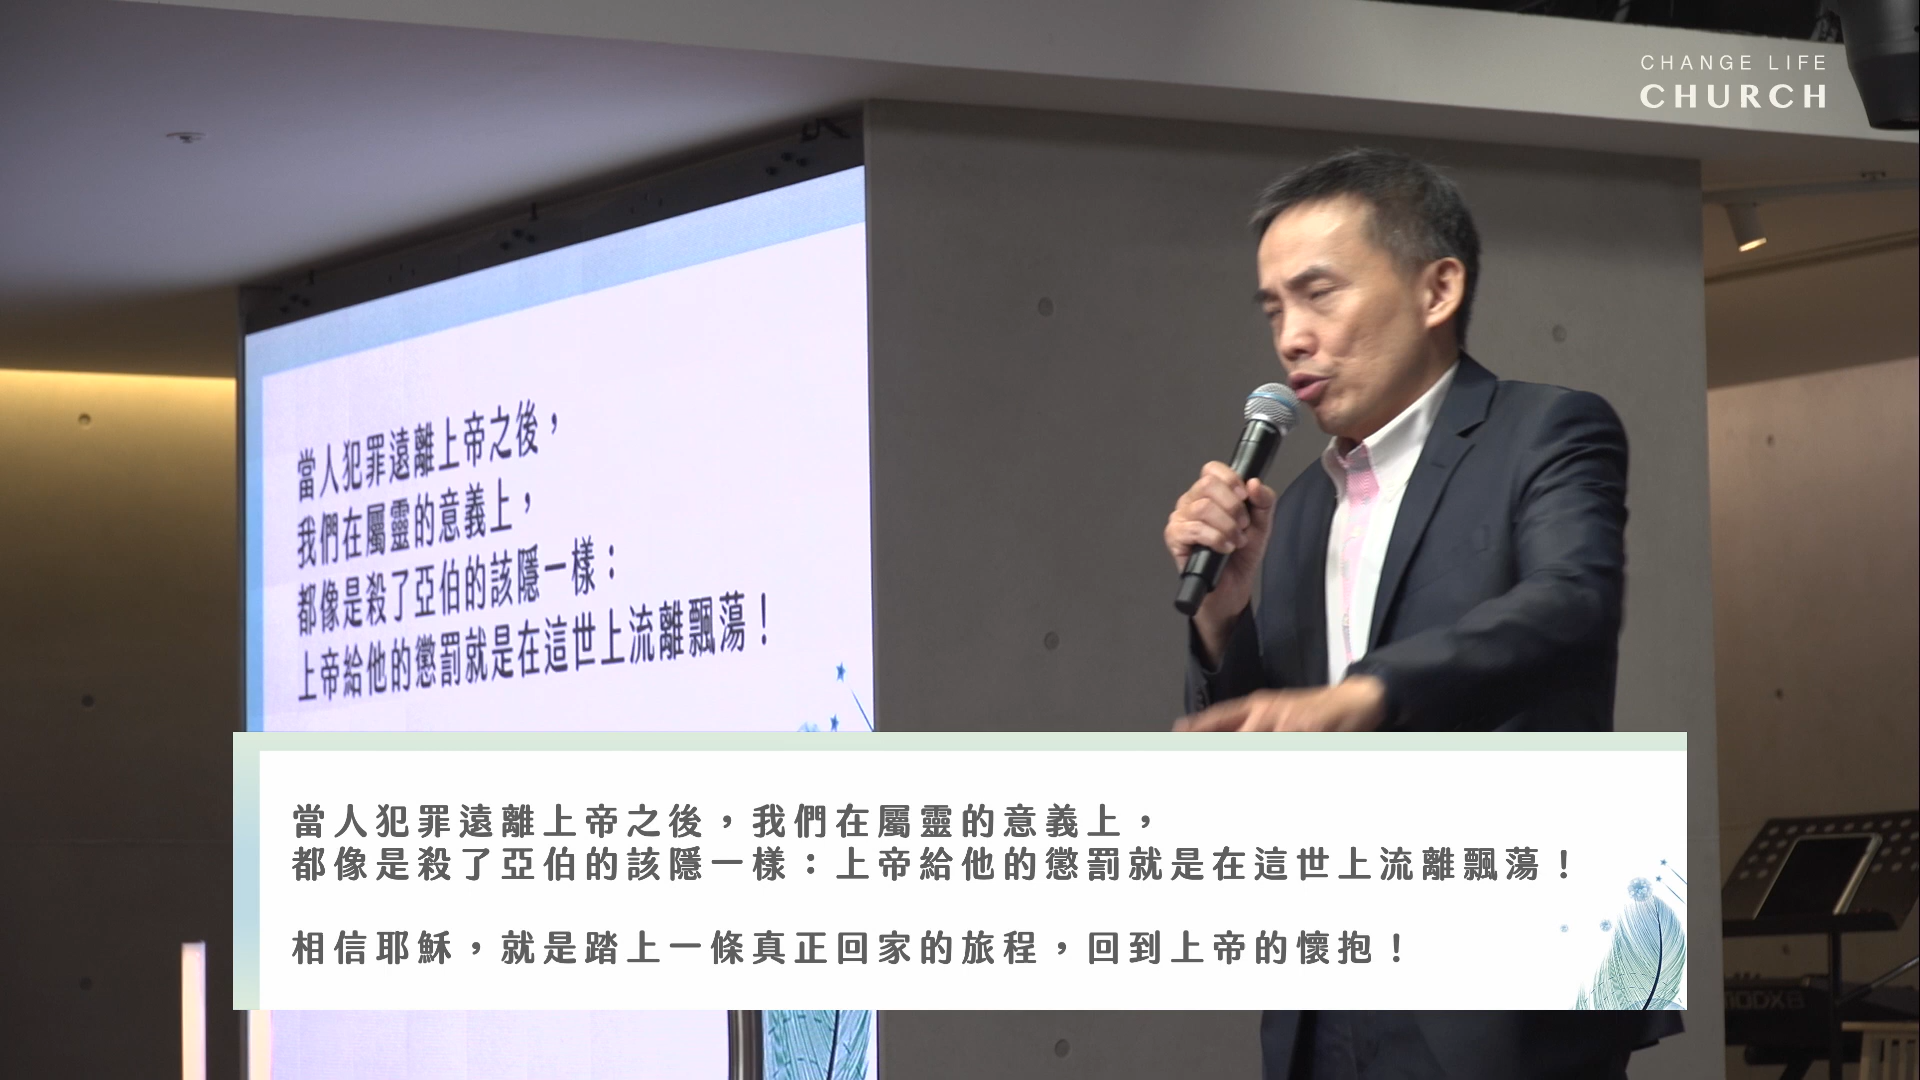 CHANGE LIFE
CHURCH
當人犯罪遠離上帝之後，
我們在屬靈的意義上，
都像是殺了亞伯的該隱一樣：
上帝給他的懲罰就是在這世上流離飄蕩！
當人犯罪遠離上帝之後，我們在屬靈的意義上，
都像是殺了亞伯的該隱一樣：上帝給他的懲罰就是在這世上流離飄蕩！
相信耶穌，就是踏上一條真正回家的旅程，回到上帝的懷抱！
MODX8